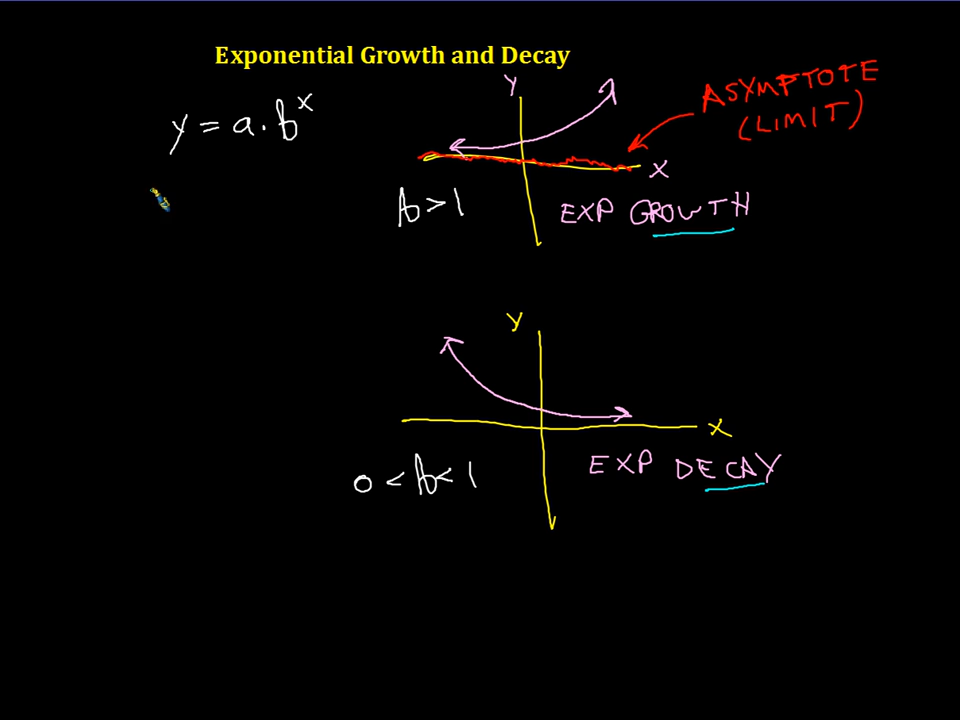 Exponential Growth and Decay
y = a · b^x
Y
ASYMPTOTE
(LIMIT)
X
b > 1
EXP GROWTH
Y
X
0 < b < 1
EXP DECAY